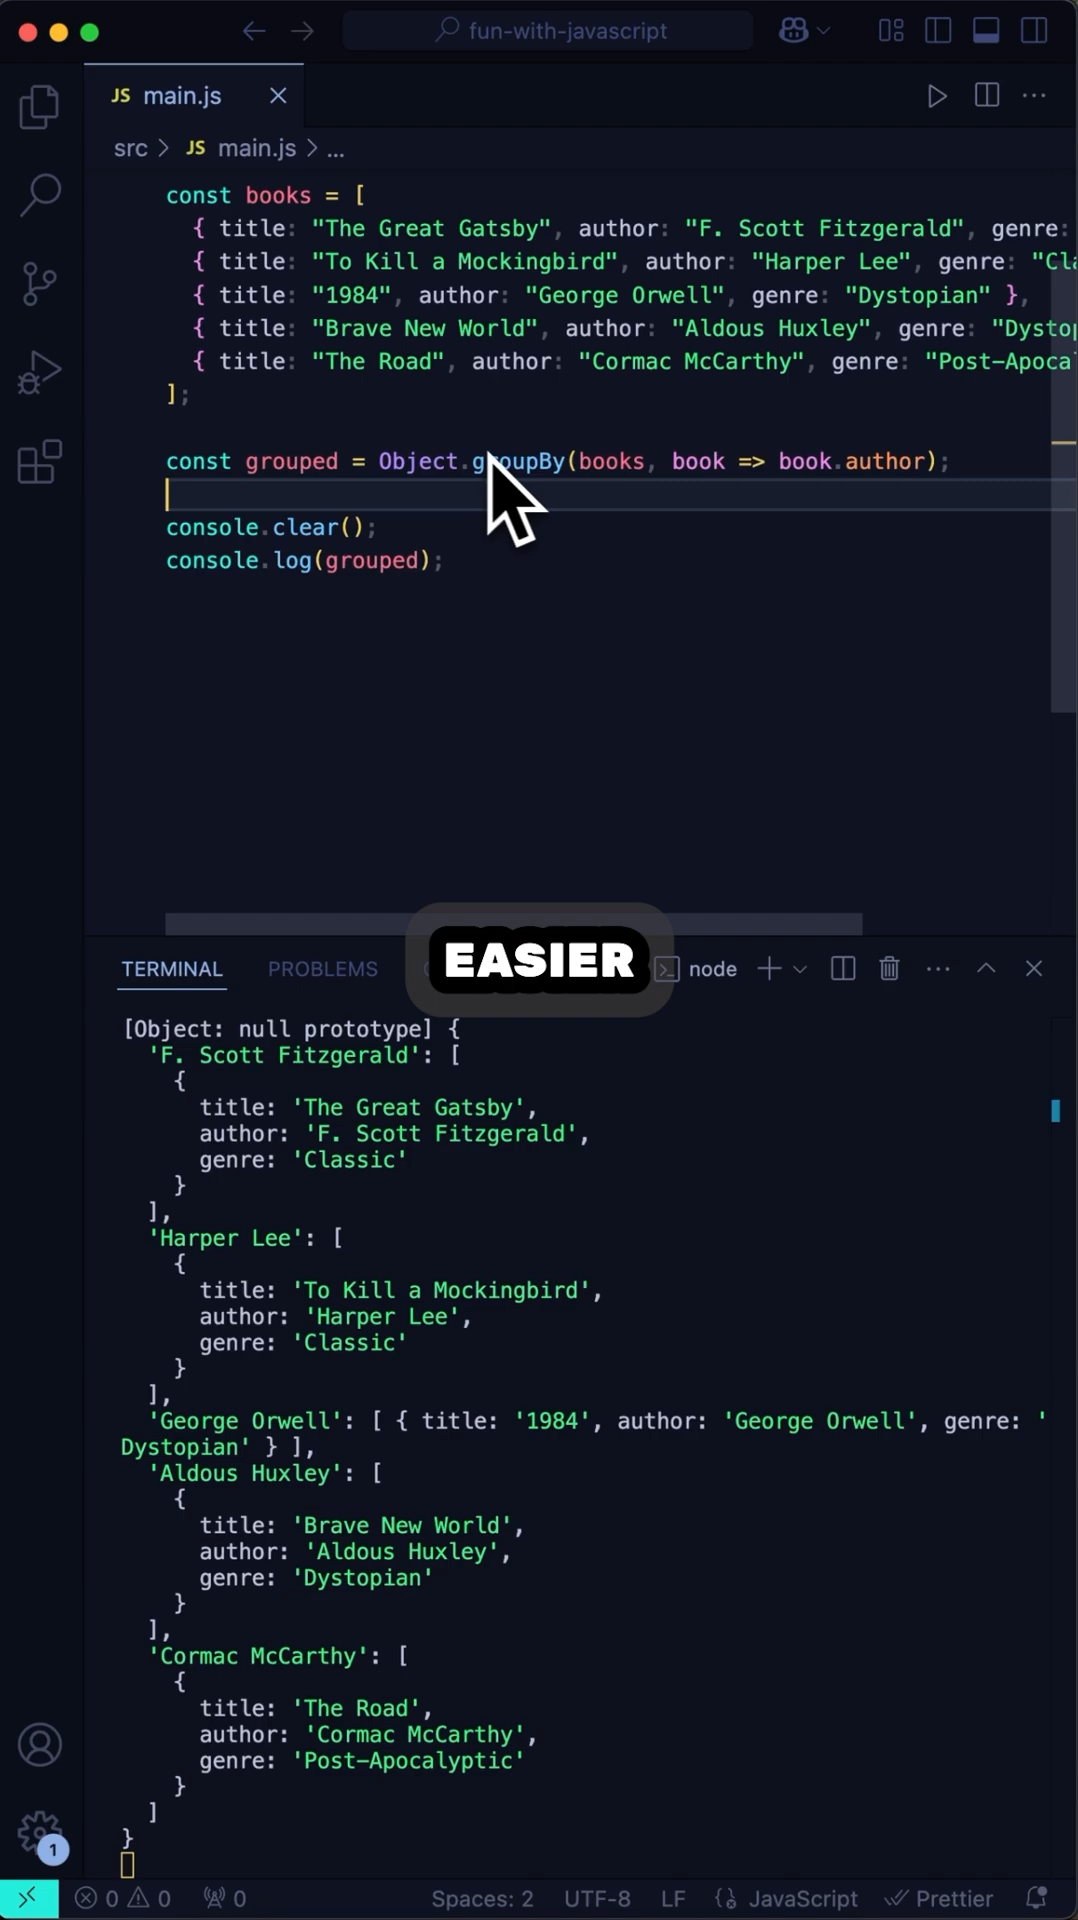 fun-with-javascript
JS main.js
src > JS main.js > ...
const books = [
{ title: "The Great Gatsby", author: "F. Scott Fitzgerald", genre:
{ title: "To Kill a Mockingbird", author: "Harper Lee", genre: "Cla
{ title: "1984", author: "George Orwell", genre: "Dystopian" },
{ title: "Brave New World", author: "Aldous Huxley", genre: "Dystop
{ title: "The Road", author: "Cormac McCarthy", genre: "Post-Apocal
];
const grouped = Object.groupBy(books, book => book.author);
console.clear();
console.log(grouped);
EASIER
TERMINAL PROBLEMS node
[Object: null prototype] {
'F. Scott Fitzgerald': [
{
title: 'The Great Gatsby',
author: 'F. Scott Fitzgerald',
genre: 'Classic'
}
],
'Harper Lee': [
{
title: 'To Kill a Mockingbird',
author: 'Harper Lee',
genre: 'Classic'
}
],
'George Orwell': [ { title: '1984', author: 'George Orwell', genre: '
Dystopian' } ],
'Aldous Huxley': [
{
title: 'Brave New World',
author: 'Aldous Huxley',
genre: 'Dystopian'
}
],
'Cormac McCarthy': [
{
title: 'The Road',
author: 'Cormac McCarthy',
genre: 'Post-Apocalyptic'
}
]
}
1
0 0 0 Spaces: 2 UTF-8 LF {} JavaScript Prettier